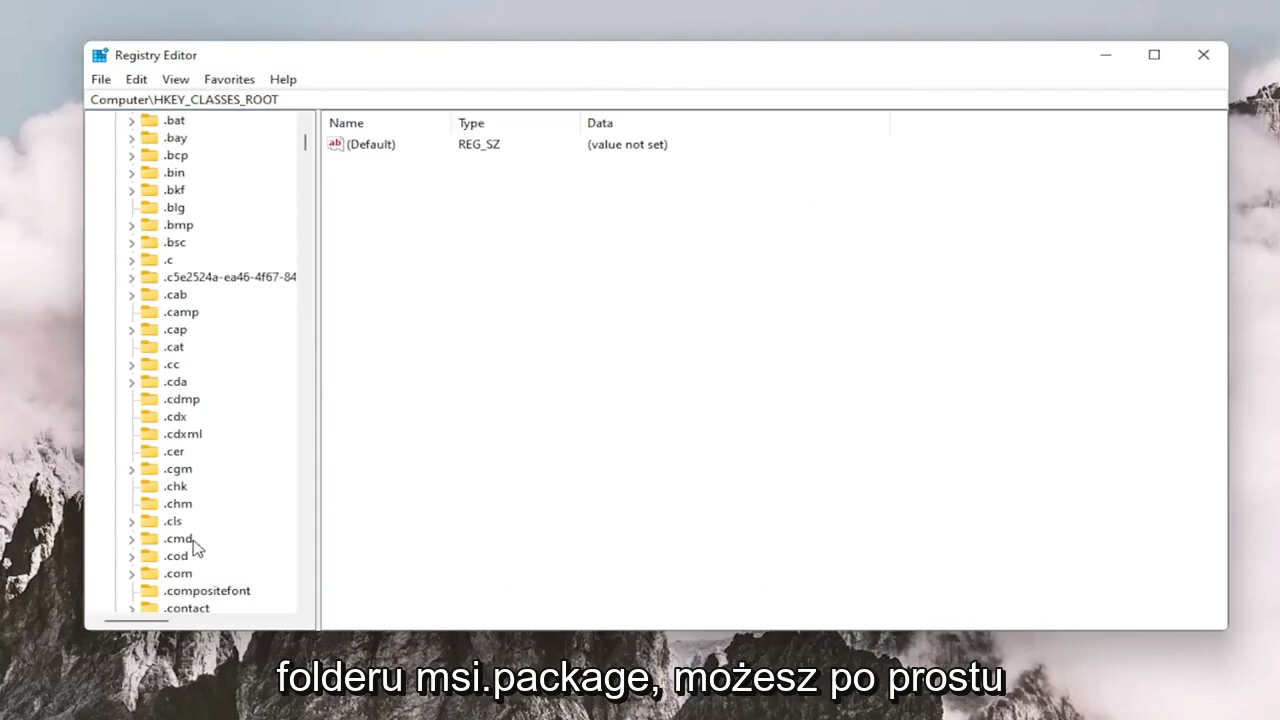 Registry Editor
File Edit View Favorites Help
Computer\HKEY_CLASSES_ROOT
Name Type Data
(Default) REG_SZ (value not set)
.bat
.bay
.bcp
.bin
.bkf
.blg
.bmp
.bsc
.c
.c5e2524a-ea46-4f67-84
.cab
.camp
.cap
.cat
.cc
.cda
.cdmp
.cdx
.cdxml
.cer
.cgm
.chk
.chm
.cls
.cmd
.cod
.com
.compositefont
.contact
folderu msi.package, możesz po prostu